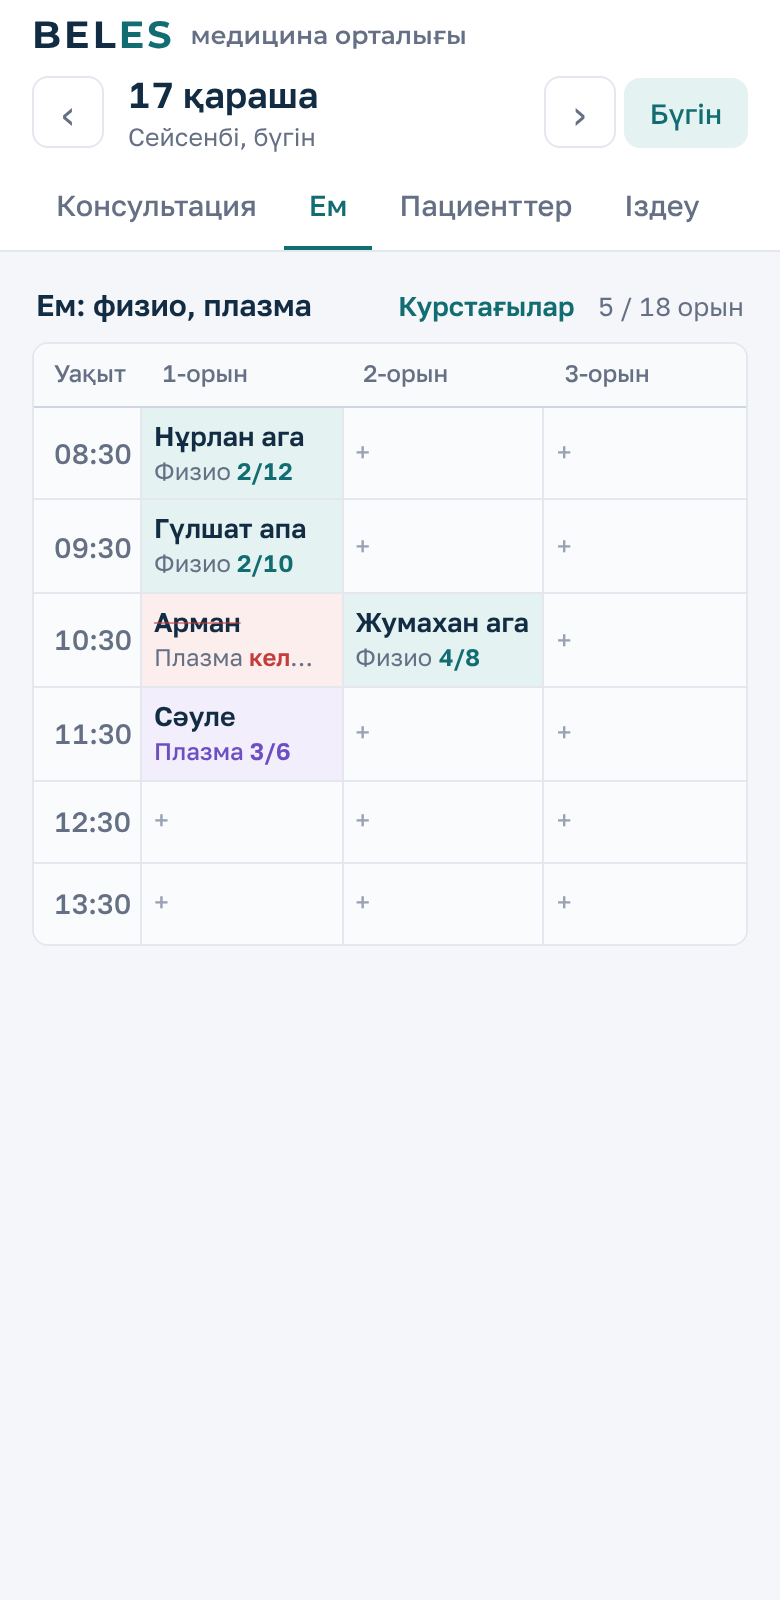 BELES медицина орталығы
‹ 17 қараша › Бүгін
Сейсенбі, бүгін
Консультация Ем Пациенттер Іздеу
Ем: физио, плазма Курстағылар 5 / 18 орын
Уақыт 1-орын 2-орын 3-орын
08:30 Нұрлан ага + +
Физио 2/12
09:30 Гүлшат апа + +
Физио 2/10
10:30 Арман Жумахан ага +
Плазма кел... Физио 4/8
11:30 Сәуле + +
Плазма 3/6
12:30 + + +
13:30 + + +